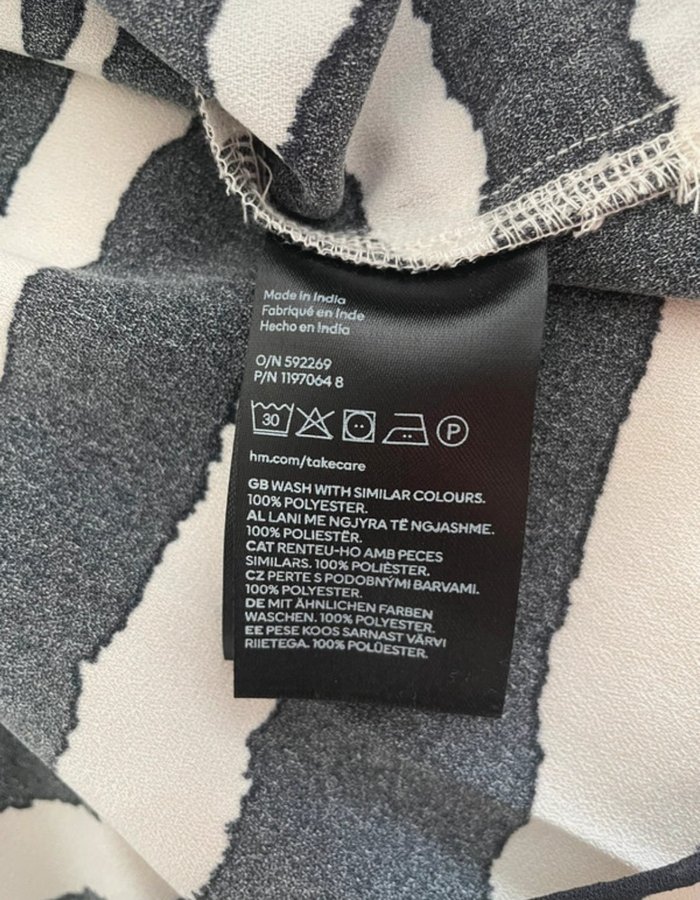 Made in India
Fabriqué en Inde
Hecho en India
O/N 592269
P/N 1197064 8
30 P
hm.com/takecare
GB WASH WITH SIMILAR COLOURS.
100% POLYESTER.
AL LANI ME NGJYRA TË NGJASHME.
100% POLIESTËR.
CAT RENTEU-HO AMB PECES
SIMILARS. 100% POLIÈSTER.
CZ PERTE S PODOBNÝMI BARVAMI.
100% POLYESTER.
DE MIT ÄHNLICHEN FARBEN
WASCHEN. 100% POLYESTER.
EE PESE KOOS SARNAST VÄRVI
RIIETEGA. 100% POLÜESTER.